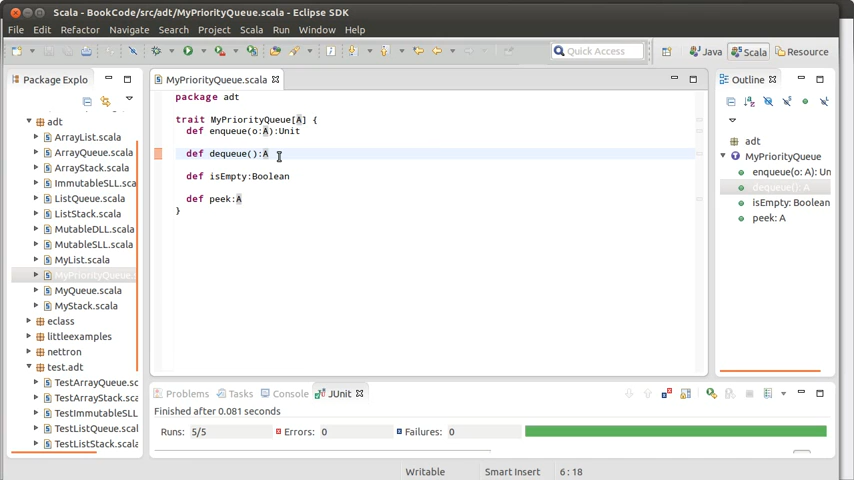 Scala - BookCode/src/adt/MyPriorityQueue.scala - Eclipse SDK
File Edit Refactor Navigate Search Project Scala Run Window Help
Quick Access
Java
Scala
Resource
Package Explo
adt
ArrayList.scala
ArrayQueue.scala
ArrayStack.scala
ImmutableSLL.sca
ListQueue.scala
ListStack.scala
MutableDLL.scala
MutableSLL.scala
MyList.scala
MyPriorityQueue.
MyQueue.scala
MyStack.scala
eclass
littleexamples
nettron
test.adt
TestArrayQueue.sc
TestArrayStack.sca
TestImmutableSLL
TestListQueue.sca
TestListStack.scala
MyPriorityQueue.scala
package adt
trait MyPriorityQueue[A] {
def enqueue(o:A):Unit
def dequeue():A
def isEmpty:Boolean
def peek:A
}
Outline
adt
MyPriorityQueue
enqueue(o: A): Un
dequeue(): A
isEmpty: Boolean
peek: A
Problems Tasks Console JUnit
Finished after 0.081 seconds
Runs: 5/5 Errors: 0 Failures: 0
Writable Smart Insert 6 : 18